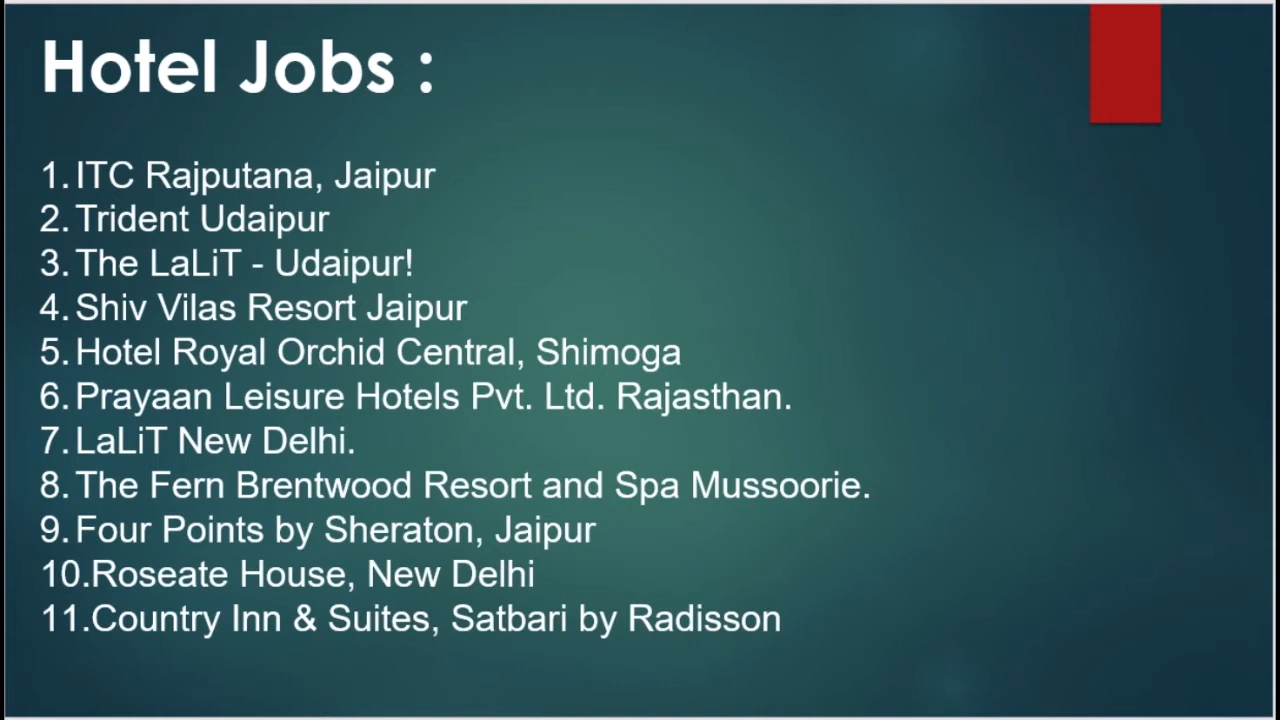 Hotel Jobs :
1. ITC Rajputana, Jaipur
2. Trident Udaipur
3. The LaLiT - Udaipur!
4. Shiv Vilas Resort Jaipur
5. Hotel Royal Orchid Central, Shimoga
6. Prayaan Leisure Hotels Pvt. Ltd. Rajasthan.
7. LaLiT New Delhi.
8. The Fern Brentwood Resort and Spa Mussoorie.
9. Four Points by Sheraton, Jaipur
10.Roseate House, New Delhi
11.Country Inn & Suites, Satbari by Radisson